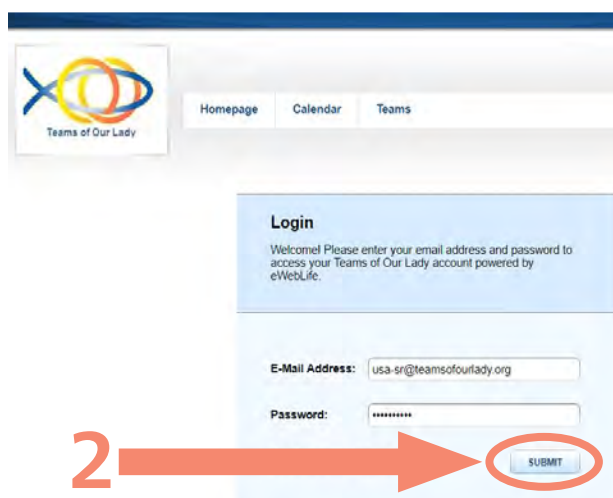 Teams of Our Lady
Homepage Calendar Teams
Login
Welcome! Please enter your email address and password to
access your Teams of Our Lady account powered by
eWebLife.
E-Mail Address: usa-sr@teamsofourlady.org
Password: ••••••••••
2 SUBMIT